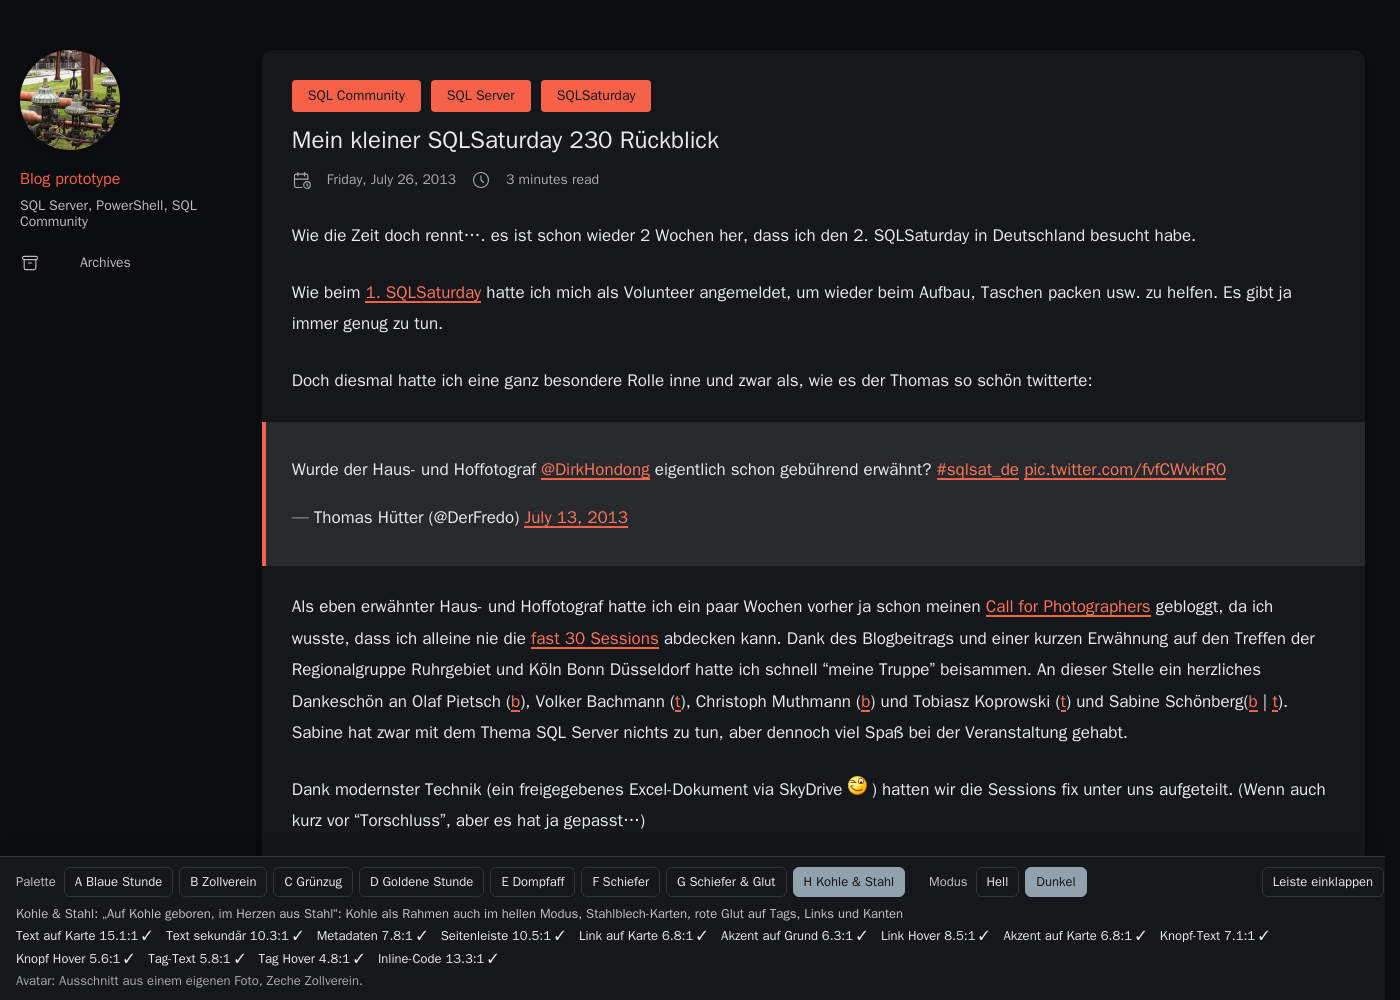 SQL Community SQL Server SQLSaturday
Mein kleiner SQLSaturday 230 Rückblick
Friday, July 26, 2013 3 minutes read
Blog prototype
SQL Server, PowerShell, SQL
Community
Archives
Wie die Zeit doch rennt…. es ist schon wieder 2 Wochen her, dass ich den 2. SQLSaturday in Deutschland besucht habe.
Wie beim 1. SQLSaturday hatte ich mich als Volunteer angemeldet, um wieder beim Aufbau, Taschen packen usw. zu helfen. Es gibt ja
immer genug zu tun.
Doch diesmal hatte ich eine ganz besondere Rolle inne und zwar als, wie es der Thomas so schön twitterte:
Wurde der Haus- und Hoffotograf @DirkHondong eigentlich schon gebührend erwähnt? #sqlsat_de pic.twitter.com/fvfCWvkrR0
— Thomas Hütter (@DerFredo) July 13, 2013
Als eben erwähnter Haus- und Hoffotograf hatte ich ein paar Wochen vorher ja schon meinen Call for Photographers gebloggt, da ich
wusste, dass ich alleine nie die fast 30 Sessions abdecken kann. Dank des Blogbeitrags und einer kurzen Erwähnung auf den Treffen der
Regionalgruppe Ruhrgebiet und Köln Bonn Düsseldorf hatte ich schnell “meine Truppe” beisammen. An dieser Stelle ein herzliches
Dankeschön an Olaf Pietsch (b), Volker Bachmann (t), Christoph Muthmann (b) und Tobiasz Koprowski (t) und Sabine Schönberg(b | t).
Sabine hat zwar mit dem Thema SQL Server nichts zu tun, aber dennoch viel Spaß bei der Veranstaltung gehabt.
Dank modernster Technik (ein freigegebenes Excel-Dokument via SkyDrive 😉 ) hatten wir die Sessions fix unter uns aufgeteilt. (Wenn auch
kurz vor “Torschluss”, aber es hat ja gepasst…)
Palette A Blaue Stunde B Zollverein C Grünzug D Goldene Stunde E Dompfaff F Schiefer G Schiefer & Glut H Kohle & Stahl Modus Hell Dunkel Leiste einklappen
Kohle & Stahl: „Auf Kohle geboren, im Herzen aus Stahl": Kohle als Rahmen auch im hellen Modus, Stahlblech-Karten, rote Glut auf Tags, Links und Kanten
Text auf Karte 15.1:1 ✓ Text sekundär 10.3:1 ✓ Metadaten 7.8:1 ✓ Seitenleiste 10.5:1 ✓ Link auf Karte 6.8:1 ✓ Akzent auf Grund 6.3:1 ✓ Link Hover 8.5:1 ✓ Akzent auf Karte 6.8:1 ✓ Knopf-Text 7.1:1 ✓
Knopf Hover 5.6:1 ✓ Tag-Text 5.8:1 ✓ Tag Hover 4.8:1 ✓ Inline-Code 13.3:1 ✓
Avatar: Ausschnitt aus einem eigenen Foto, Zeche Zollverein.